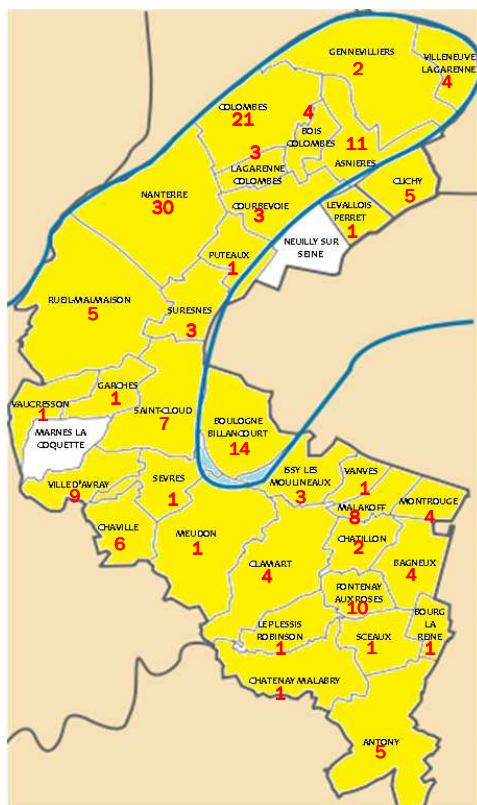 GENNEVILLIERS
2
VILLENEUVE
LAGARENNE
4
COLOMBES
21
4
BOIS
COLOMBES
11
ASNIERES
3
LAGARENNE
COLOMBES
CLICHY
5
NANTERRE
30
COURBEVOIE
3
LEVALLOIS
PERRET
1
NEUILLY SUR
SEINE
PUTEAUX
1
RUEIL-MALMAISON
5
SURESNES
3
GARCHES
1
VAUCRESSON
1
SAINT-CLOUD
7
MARNES LA
COQUETTE
BOULOGNE
BILLANCOURT
14
VILLE D'AVRAY
9
SEVRES
1
ISSY LES
MOULINEAUX
3
VANVES
1
MONTROUGE
4
MALAKOFF
8
CHAVILLE
6
MEUDON
1
CHATILLON
2
CLAMART
4
BAGNEUX
4
FONTENAY
AUX ROSES
10
BOURG
LA
REINE
1
LE PLESSIS
ROBINSON
1
SCEAUX
1
CHATENAY MALABRY
1
ANTONY
5